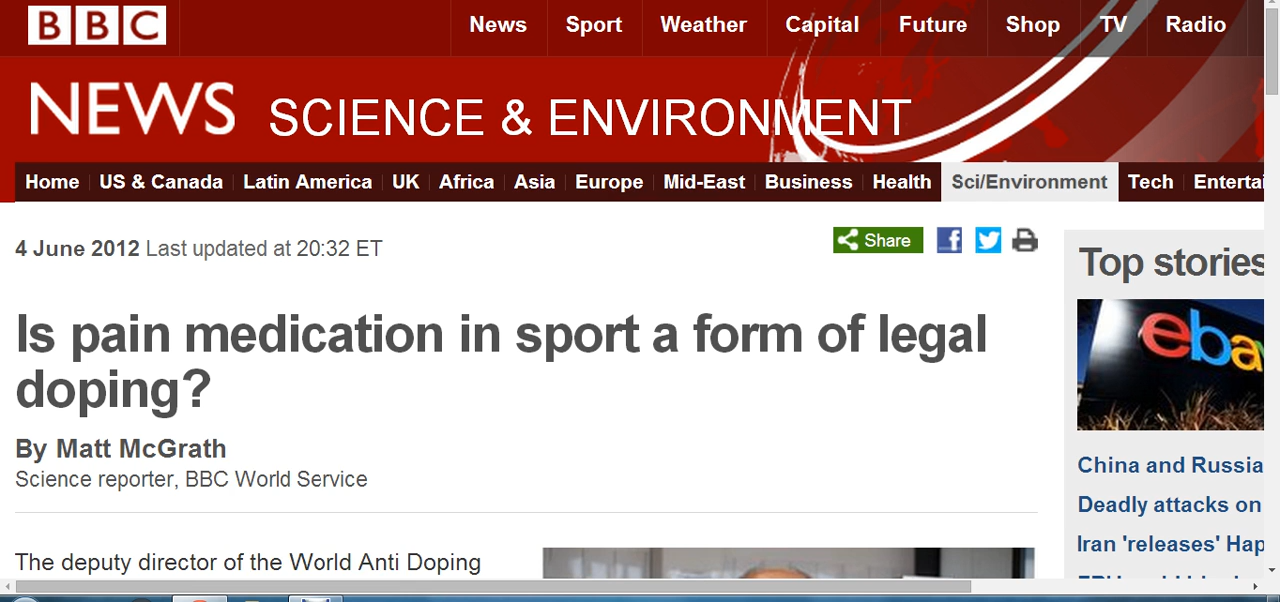 BBC
News Sport Weather Capital Future Shop TV Radio
NEWS SCIENCE & ENVIRONMENT
Home US & Canada Latin America UK Africa Asia Europe Mid-East Business Health Sci/Environment Tech Entertai
4 June 2012 Last updated at 20:32 ET
Share
Is pain medication in sport a form of legal
doping?
By Matt McGrath
Science reporter, BBC World Service
The deputy director of the World Anti Doping
Top stories
eba
China and Russia
Deadly attacks on
Iran 'releases' Hap